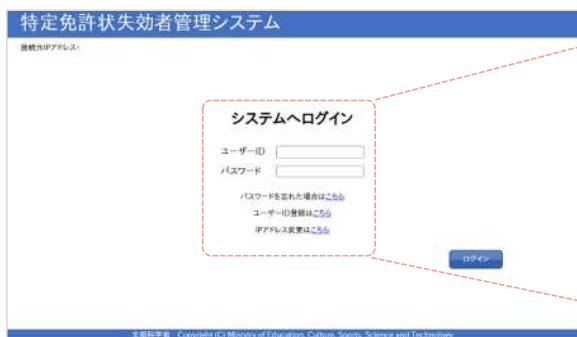 特定免許状失効者管理システム
接続元IPアドレス:
システムへログイン
ユーザーID
パスワード
パスワードを忘れた場合はこちら
ユーザーID登録はこちら
IPアドレス変更はこちら
ログイン
文部科学省 Copyright (C) Ministry of Education, Culture, Sports, Science and Technology